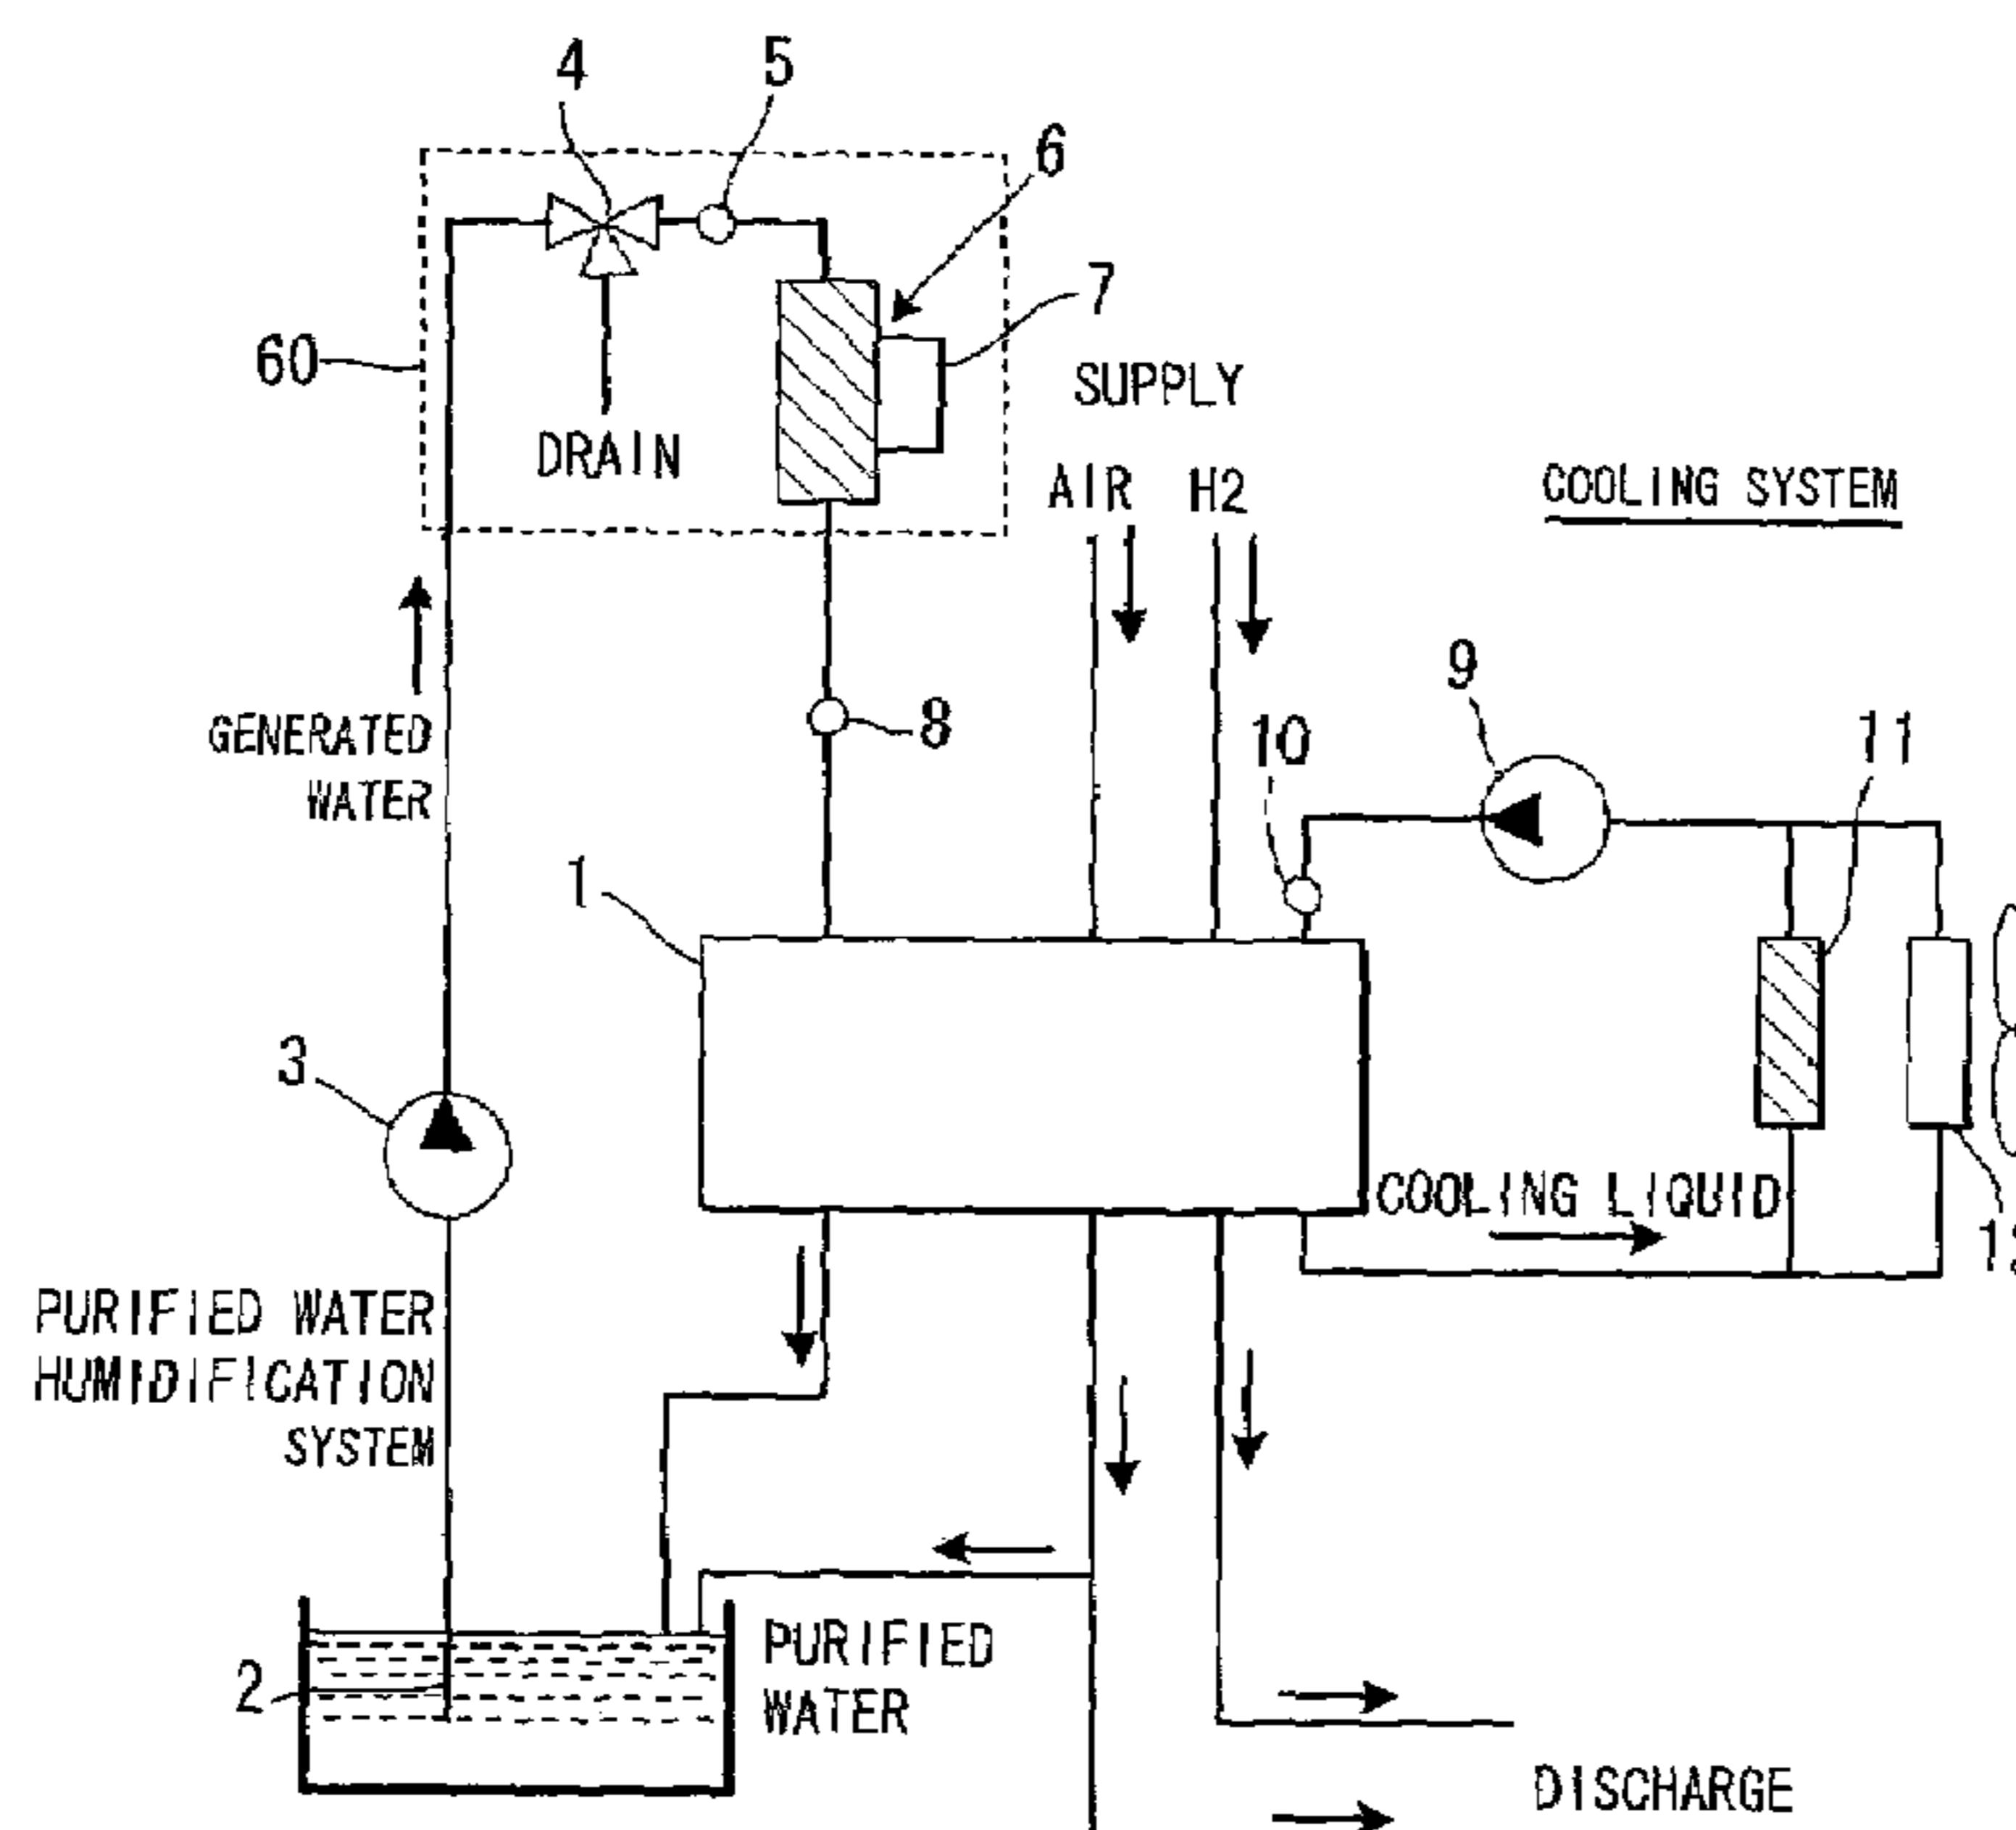 4
5
6
7
60
DRAIN
SUPPLY
AIR H2
COOLING SYSTEM
GENERATED
WATER
8
9
10
11
1
3
COOLING LIQUID
PURIFIED WATER
HUMIDIFICATION
SYSTEM
2
PURIFIED
WATER
DISCHARGE